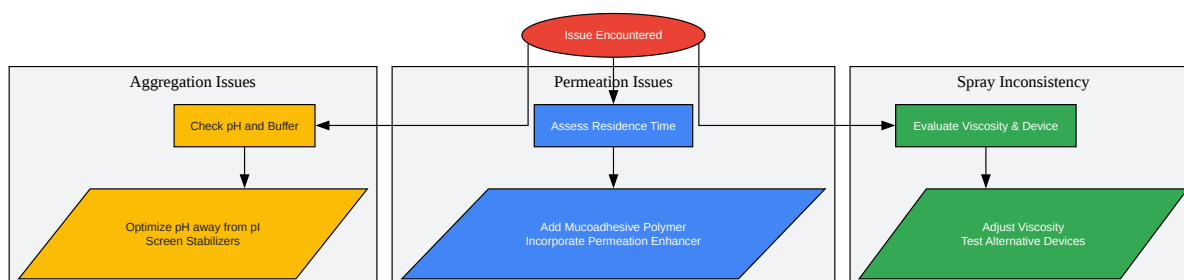 Issue Encountered
Aggregation Issues
Permeation Issues
Spray Inconsistency
Check pH and Buffer
Assess Residence Time
Evaluate Viscosity & Device
Optimize pH away from pI
Screen Stabilizers
Add Mucoadhesive Polymer
Incorporate Permeation Enhancer
Adjust Viscosity
Test Alternative Devices